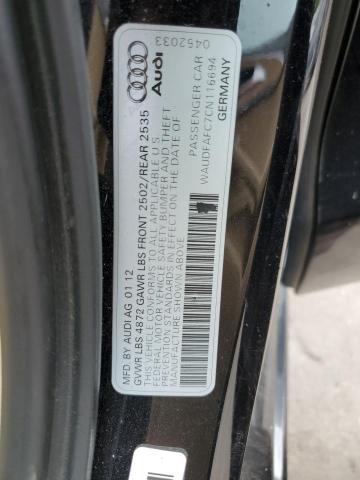 0452033
Audi
MFD. BY AUDI AG 01 12
GVWR LBS 4872 GAWR LBS FRONT 2502/REAR 2535
THIS VEHICLE CONFORMS TO ALL APPLICABLE U S
FEDERAL MOTOR VEHICLE SAFETY BUMPER AND THEFT
PREVENTION STANDARDS IN EFFECT ON THE DATE OF
MANUFACTURE SHOWN ABOVE
PASSENGER CAR
WAUDFAFC7CN116694
GERMANY